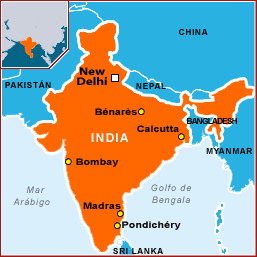 CHINA
PAKISTÁN
New
Delhi
NEPAL
Bénarès
BANGLADESH
Calcutta
INDIA
MYANMAR
Bombay
Mar
Arábigo
Golfo de
Bengala
Madras
Pondichéry
SRI LANKA